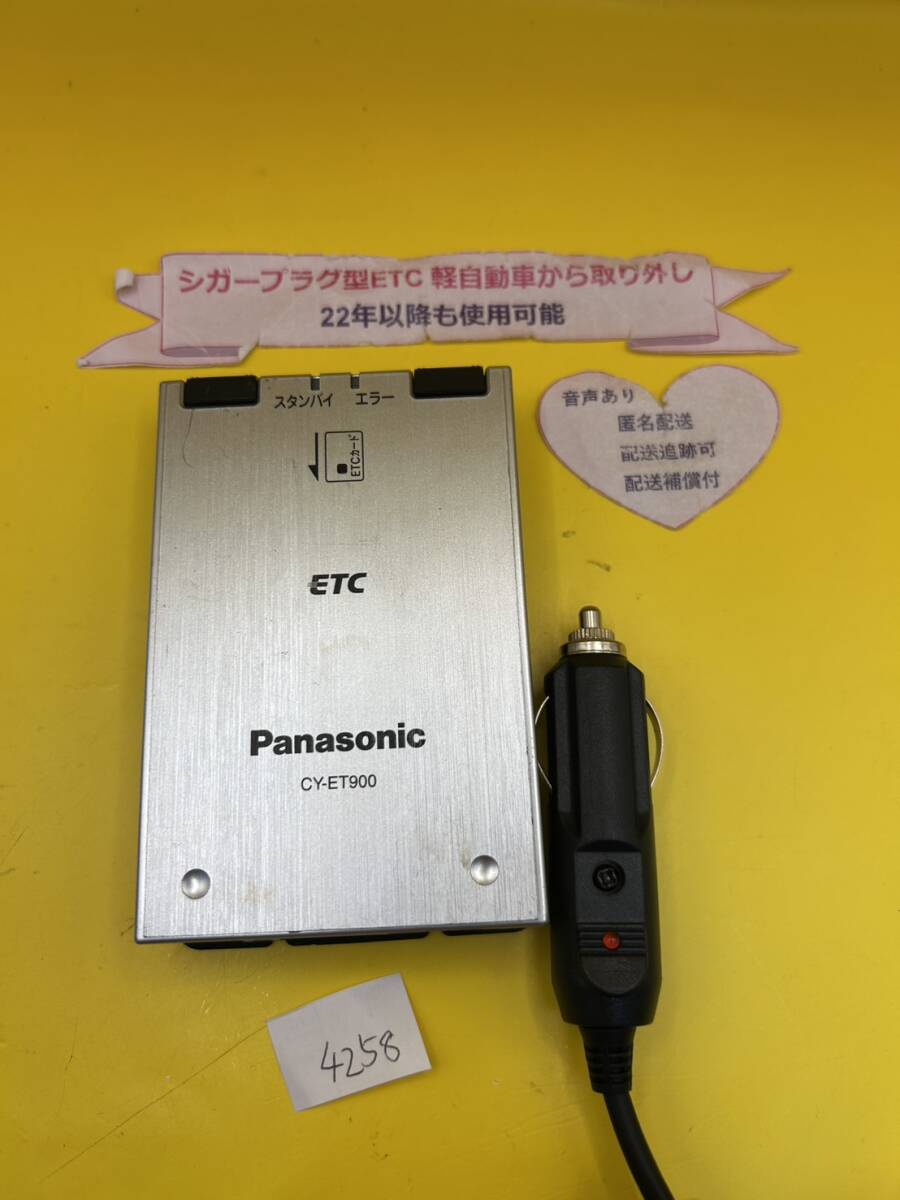 シガープラグ型ETC 軽自動車から取り外し
22年以降も使用可能
音声あり
匿名配送
配送追跡可
配送補償付
スタンバイ エラー
ETCカード
ETC
Panasonic
CY-ET900
4258